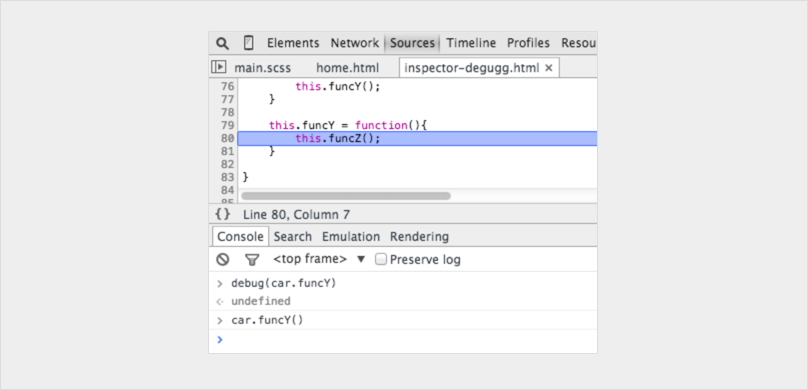 Elements Network Sources Timeline Profiles Resou
main.scss home.html inspector-degugg.html ×
76 this.funcY();
77 }
78
79 this.funcY = function(){
80 this.funcZ();
81 }
82
83 }
84
85
{} Line 80, Column 7
Console Search Emulation Rendering
<top frame> ▼ Preserve log
> debug(car.funcY)
<· undefined
> car.funcY()
>